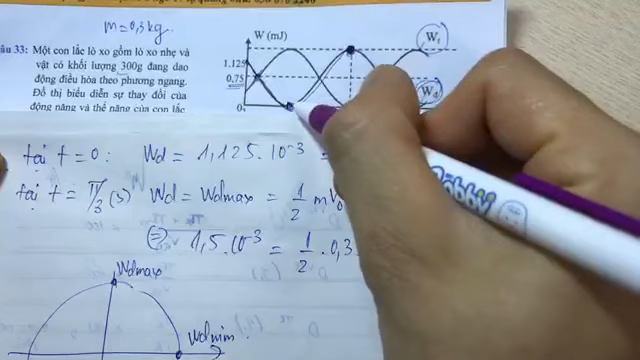 m = 0,3 kg
W (mJ)
Câu 33: Một con lắc lò xo gồm lò xo nhẹ và
vật có khối lượng 300g đang dao
động điều hòa theo phương ngang.
Đồ thị biểu diễn sự thay đổi của
động năng và thế năng của con lắc
Wt
1.125
0,75
Wđ
0
tại t = 0: Wđ = 1,125.10⁻³ =
tại t = π/3 (s) Wđ = Wđmax = 1/2 mV₀
⇔ 1,5.10⁻³ = 1/2 . 0,3
Wđmax
Wđmin